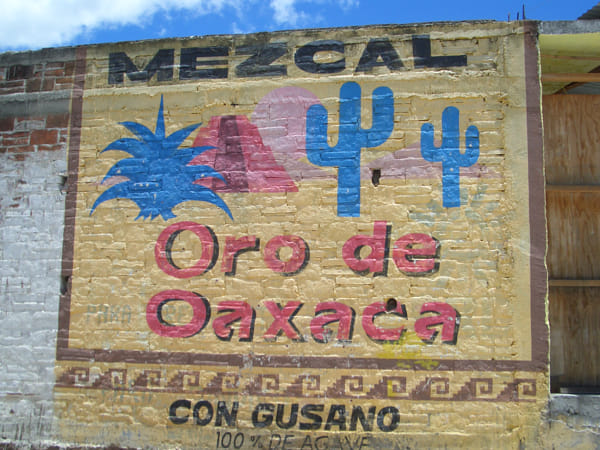 MEZCAL
Oro de
Oaxaca
CON GUSANO
100% DE AGAVE